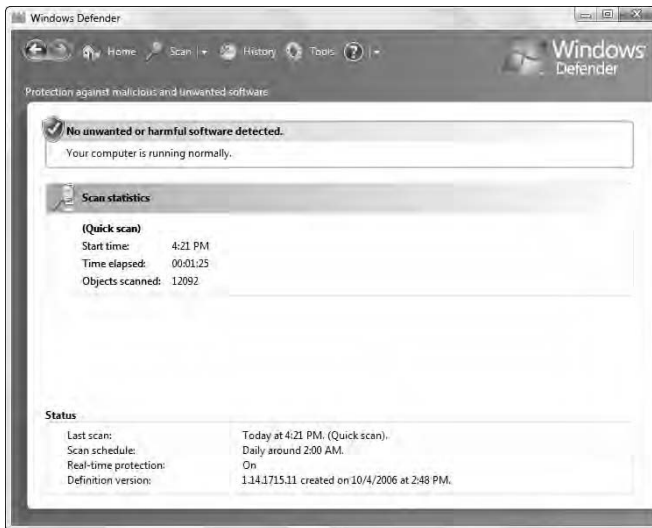 Windows Defender
Home Scan History Tools ?
Windows Defender
Protection against malicious and unwanted software
No unwanted or harmful software detected.
Your computer is running normally.
Scan statistics
(Quick scan)
Start time: 4:21 PM
Time elapsed: 00:01:25
Objects scanned: 12092
Status
Last scan: Today at 4:21 PM. (Quick scan).
Scan schedule: Daily around 2:00 AM.
Real-time protection: On
Definition version: 1.14.1715.11 created on 10/4/2006 at 2:48 PM.